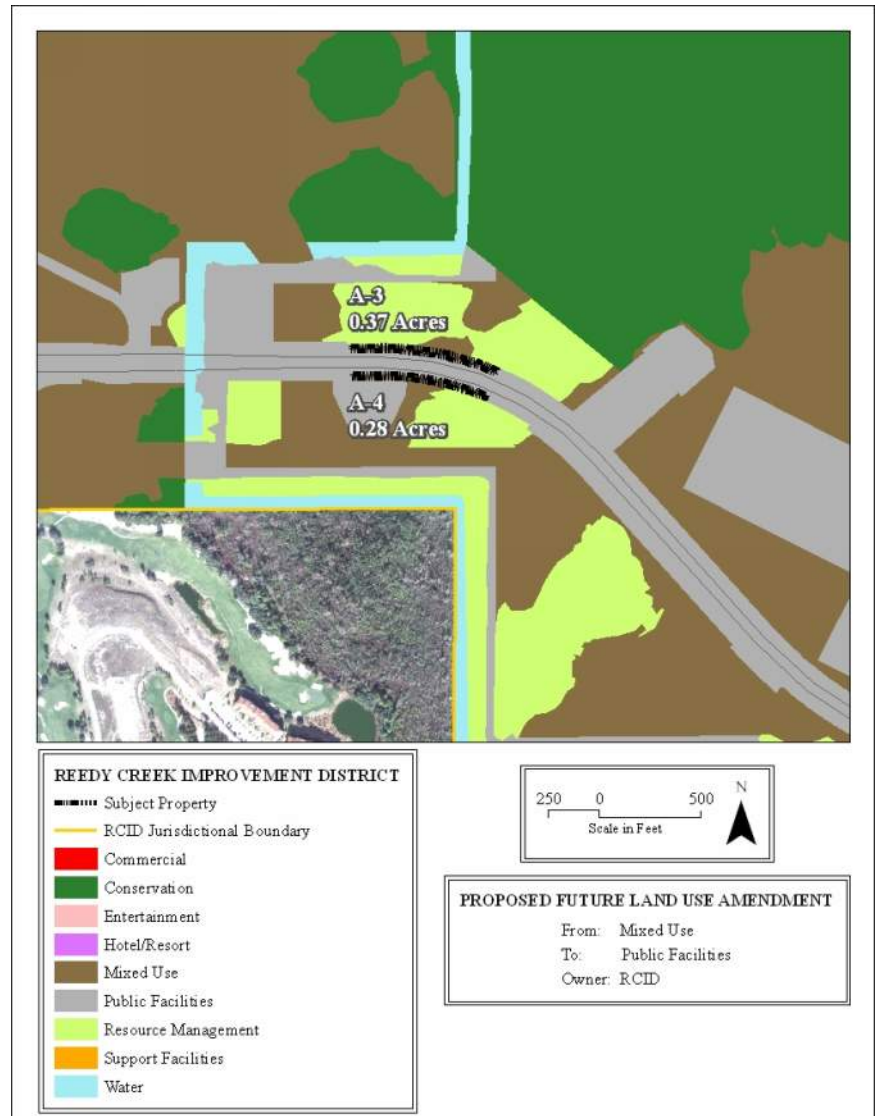 A-3
0.37 Acres
A-4
0.28 Acres
REEDY CREEK IMPROVEMENT DISTRICT
Subject Property
RCID Jurisdictional Boundary
Commercial
Conservation
Entertainment
Hotel/Resort
Mixed Use
Public Facilities
Resource Management
Support Facilities
Water
250 0 500
Scale in Feet
N
PROPOSED FUTURE LAND USE AMENDMENT
From: Mixed Use
To: Public Facilities
Owner: RCID